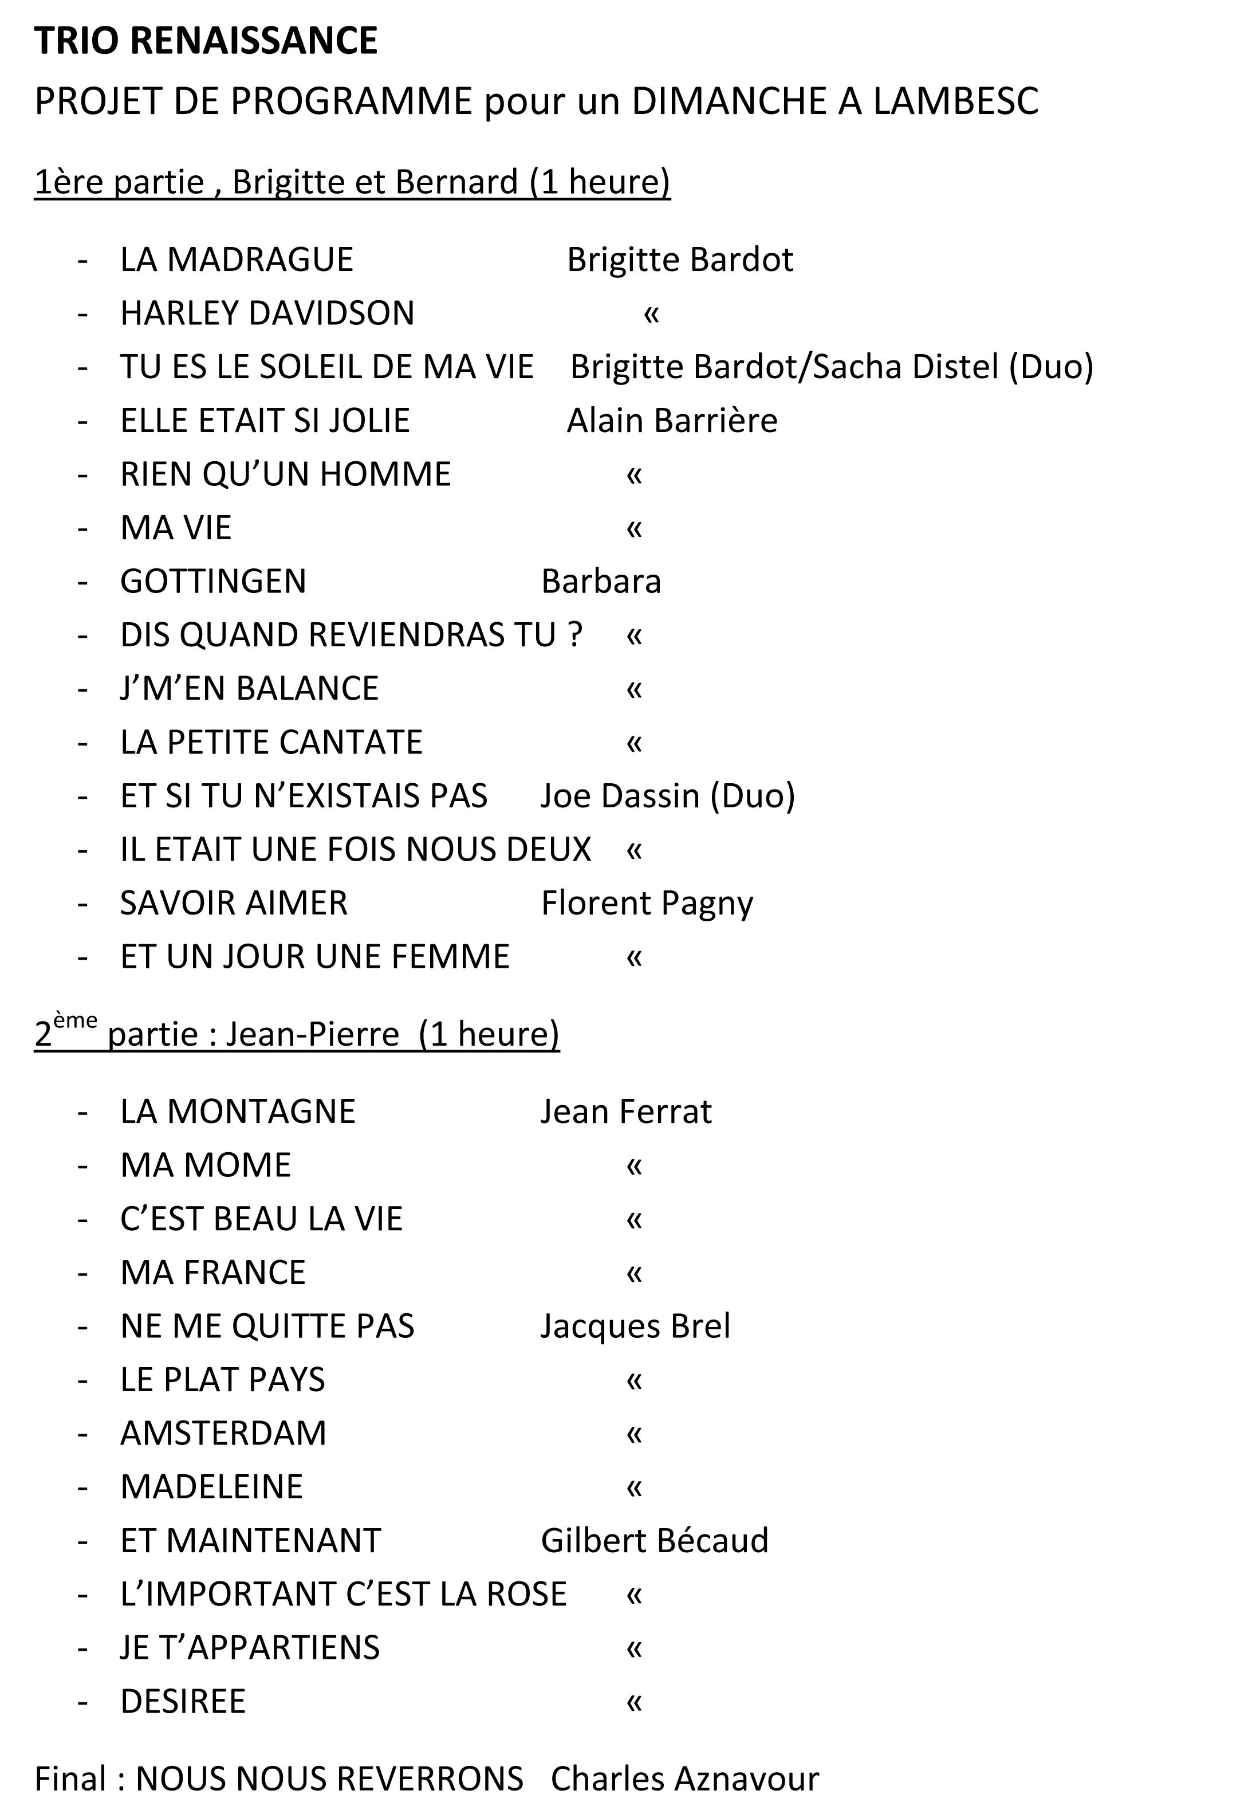 TRIO RENAISSANCE
PROJET DE PROGRAMME pour un DIMANCHE A LAMBESC
1ère partie , Brigitte et Bernard (1 heure)
- LA MADRAGUE Brigitte Bardot
- HARLEY DAVIDSON «
- TU ES LE SOLEIL DE MA VIE Brigitte Bardot/Sacha Distel (Duo)
- ELLE ETAIT SI JOLIE Alain Barrière
- RIEN QU’UN HOMME «
- MA VIE «
- GOTTINGEN Barbara
- DIS QUAND REVIENDRAS TU ? «
- J’M’EN BALANCE «
- LA PETITE CANTATE «
- ET SI TU N’EXISTAIS PAS Joe Dassin (Duo)
- IL ETAIT UNE FOIS NOUS DEUX «
- SAVOIR AIMER Florent Pagny
- ET UN JOUR UNE FEMME «
2ème partie : Jean-Pierre (1 heure)
- LA MONTAGNE Jean Ferrat
- MA MOME «
- C’EST BEAU LA VIE «
- MA FRANCE «
- NE ME QUITTE PAS Jacques Brel
- LE PLAT PAYS «
- AMSTERDAM «
- MADELEINE «
- ET MAINTENANT Gilbert Bécaud
- L’IMPORTANT C’EST LA ROSE «
- JE T’APPARTIENS «
- DESIREE «
Final : NOUS NOUS REVERRONS Charles Aznavour